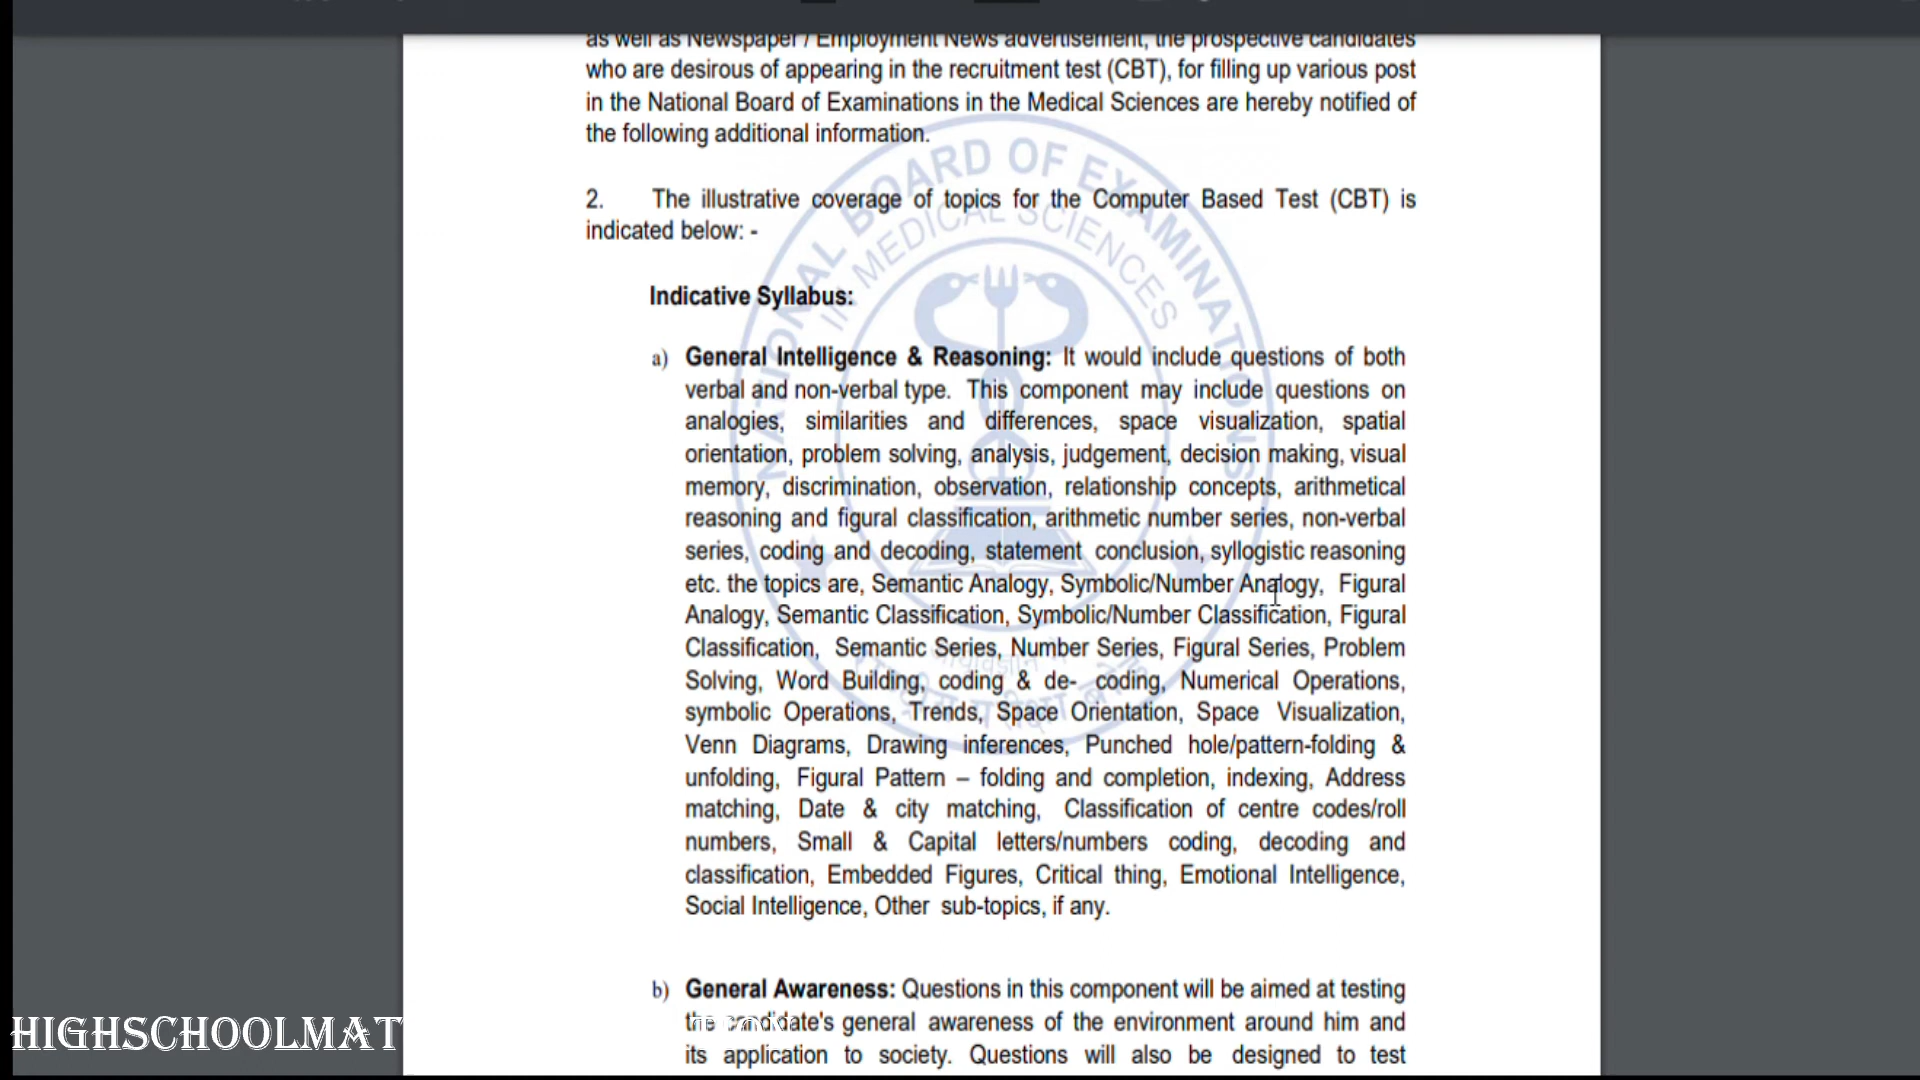 as well as Newspaper / Employment News advertisement, the prospective candidates
who are desirous of appearing in the recruitment test (CBT), for filling up various post
in the National Board of Examinations in the Medical Sciences are hereby notified of
the following additional information.
2. The illustrative coverage of topics for the Computer Based Test (CBT) is
indicated below: -
Indicative Syllabus:
a) General Intelligence & Reasoning: It would include questions of both
verbal and non-verbal type. This component may include questions on
analogies, similarities and differences, space visualization, spatial
orientation, problem solving, analysis, judgement, decision making, visual
memory, discrimination, observation, relationship concepts, arithmetical
reasoning and figural classification, arithmetic number series, non-verbal
series, coding and decoding, statement conclusion, syllogistic reasoning
etc. the topics are, Semantic Analogy, Symbolic/Number Analogy, Figural
Analogy, Semantic Classification, Symbolic/Number Classification, Figural
Classification, Semantic Series, Number Series, Figural Series, Problem
Solving, Word Building, coding & de- coding, Numerical Operations,
symbolic Operations, Trends, Space Orientation, Space Visualization,
Venn Diagrams, Drawing inferences, Punched hole/pattern-folding &
unfolding, Figural Pattern – folding and completion, indexing, Address
matching, Date & city matching, Classification of centre codes/roll
numbers, Small & Capital letters/numbers coding, decoding and
classification, Embedded Figures, Critical thing, Emotional Intelligence,
Social Intelligence, Other sub-topics, if any.
b) General Awareness: Questions in this component will be aimed at testing
the candidate's general awareness of the environment around him and
its application to society. Questions will also be designed to test
NATIONAL BOARD OF EXAMINATIONS
IN MEDICAL SCIENCES
HIGHSCHOOLMAT